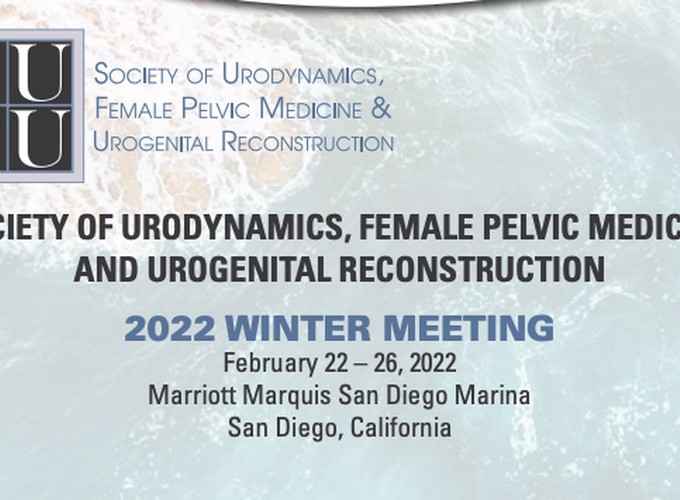 U
SOCIETY OF URODYNAMICS,
FEMALE PELVIC MEDICINE &
U
UROGENITAL RECONSTRUCTION
CIETY OF URODYNAMICS, FEMALE PELVIC MEDIC
AND UROGENITAL RECONSTRUCTION
2022 WINTER MEETING
February 22 – 26, 2022
Marriott Marquis San Diego Marina
San Diego, California